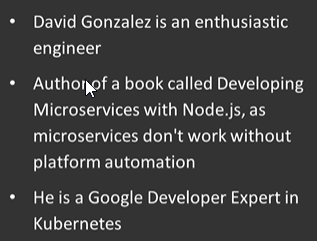 • David Gonzalez is an enthusiastic
engineer
• Author of a book called Developing
Microservices with Node.js, as
microservices don't work without
platform automation
• He is a Google Developer Expert in
Kubernetes